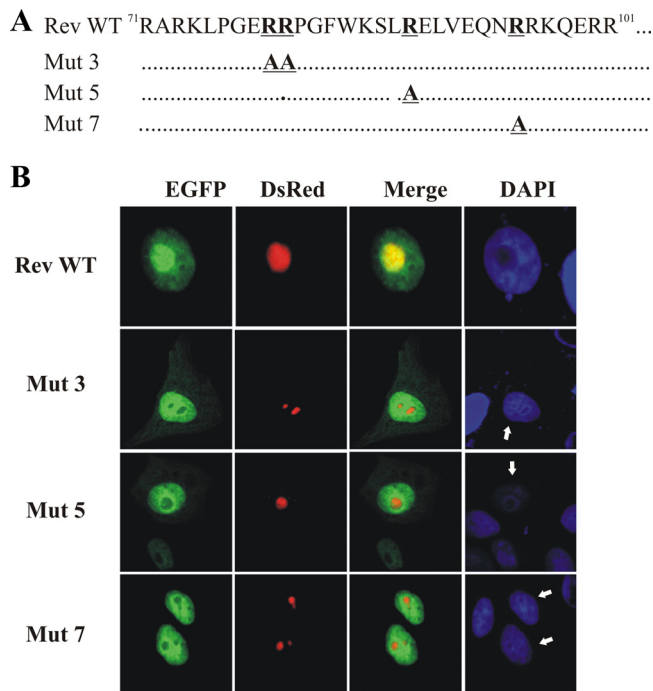 A
Rev WT ⁷¹RARKLPGERRPGFWKSLRELVEQNRRKQERR¹⁰¹...
Mut 3 ................AA..............................................
Mut 5 ..................... .A.......................................
Mut 7 ................................................A.................
B
EGFP DsRed Merge DAPI
Rev WT
Mut 3
Mut 5
Mut 7